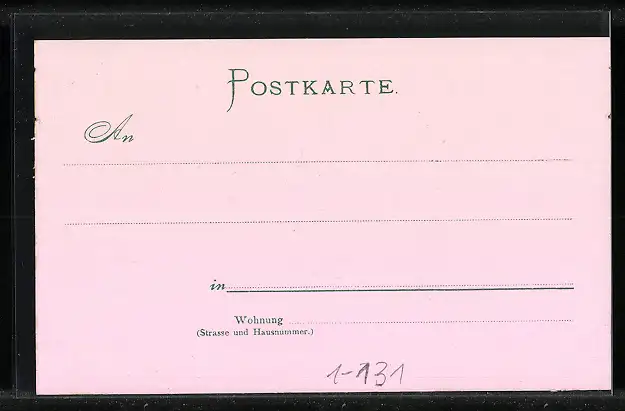 POSTKARTE.
An
in
Wohnung
(Strasse und Hausnummer.)
1-131